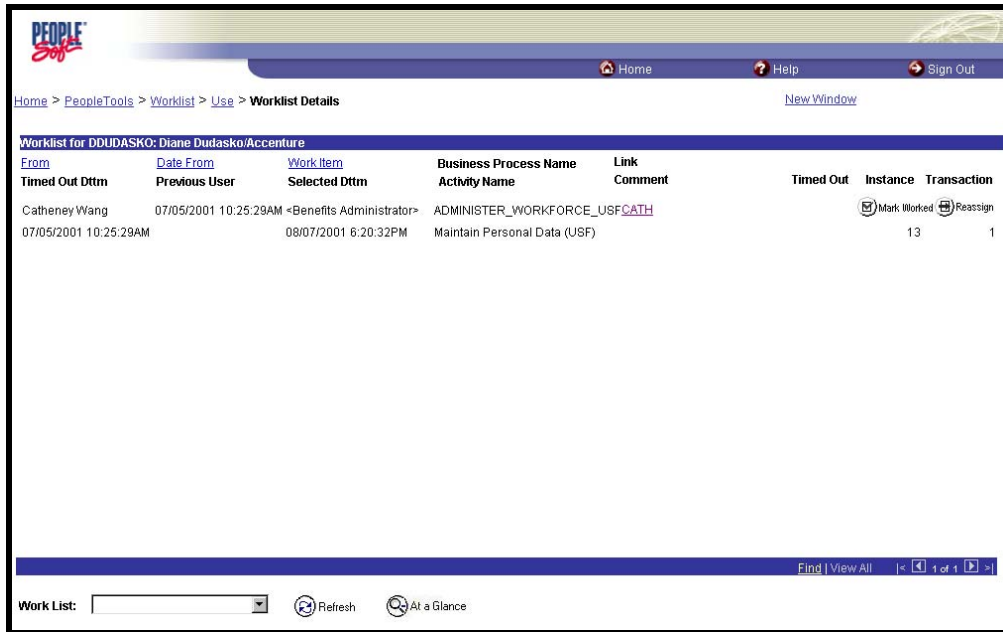 PEOPLE Soft
Home Help Sign Out
Home > PeopleTools > Worklist > Use > Worklist Details New Window
Worklist for DDUDASKO: Diane Dudasko/Accenture
From Date From Work Item Business Process Name Link
Timed Out Dttm Previous User Selected Dttm Activity Name Comment Timed Out Instance Transaction
Catheney Wang 07/05/2001 10:25:29AM <Benefits Administrator> ADMINISTER_WORKFORCE_USFCATH Mark Worked Reassign
07/05/2001 10:25:29AM 08/07/2001 6:20:32PM Maintain Personal Data (USF) 13 1
Find | View All |< 1 of 1 >|
Work List: Refresh At a Glance